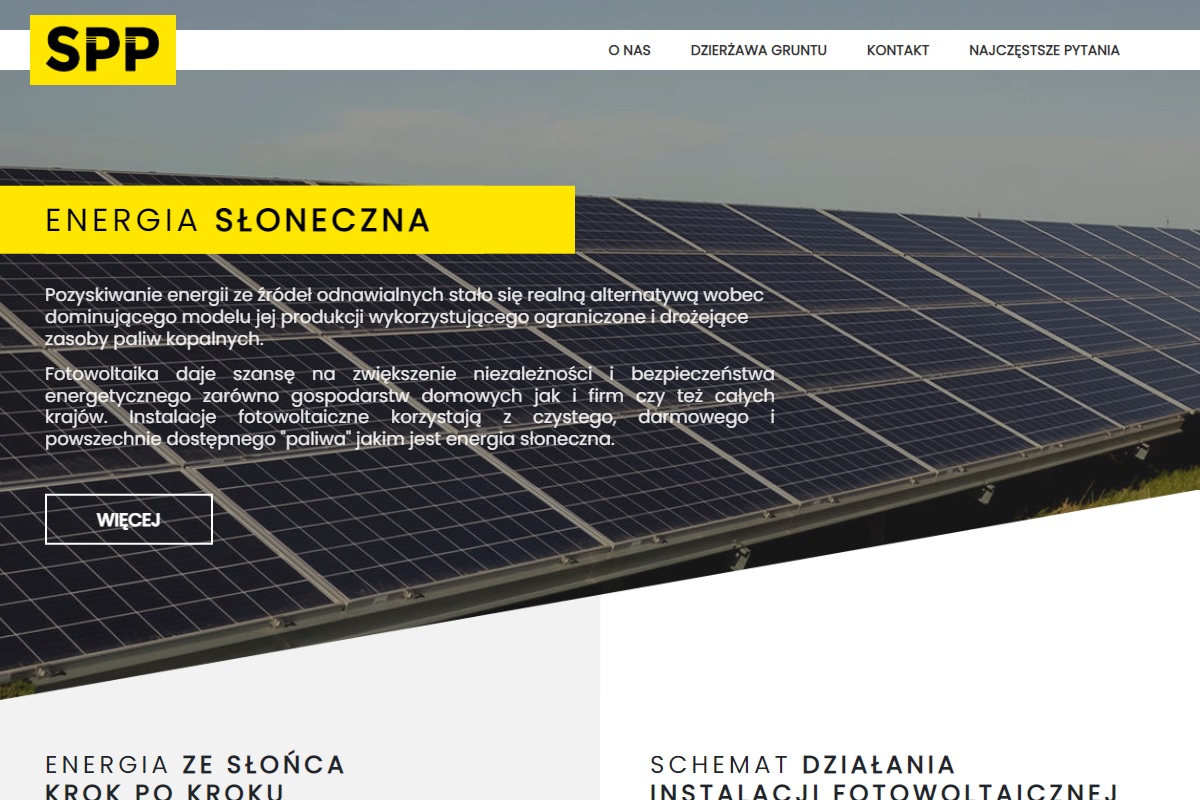 SPP
O NAS DZIERŻAWA GRUNTU KONTAKT NAJCZĘSTSZE PYTANIA
ENERGIA SŁONECZNA
Pozyskiwanie energii ze źródeł odnawialnych stało się realną alternatywą wobec
dominującego modelu jej produkcji wykorzystującego ograniczone i drożejące
zasoby paliw kopalnych.
Fotowoltaika daje szansę na zwiększenie niezależności i bezpieczeństwa
energetycznego zarówno gospodarstw domowych jak i firm czy też całych
krajów. Instalacje fotowoltaiczne korzystają z czystego, darmowego i
powszechnie dostępnego "paliwa" jakim jest energia słoneczna.
WIĘCEJ
ENERGIA ZE SŁOŃCA
KROK PO KROKU
SCHEMAT DZIAŁANIA
INSTALACJI FOTOWOLTAICZNEJ